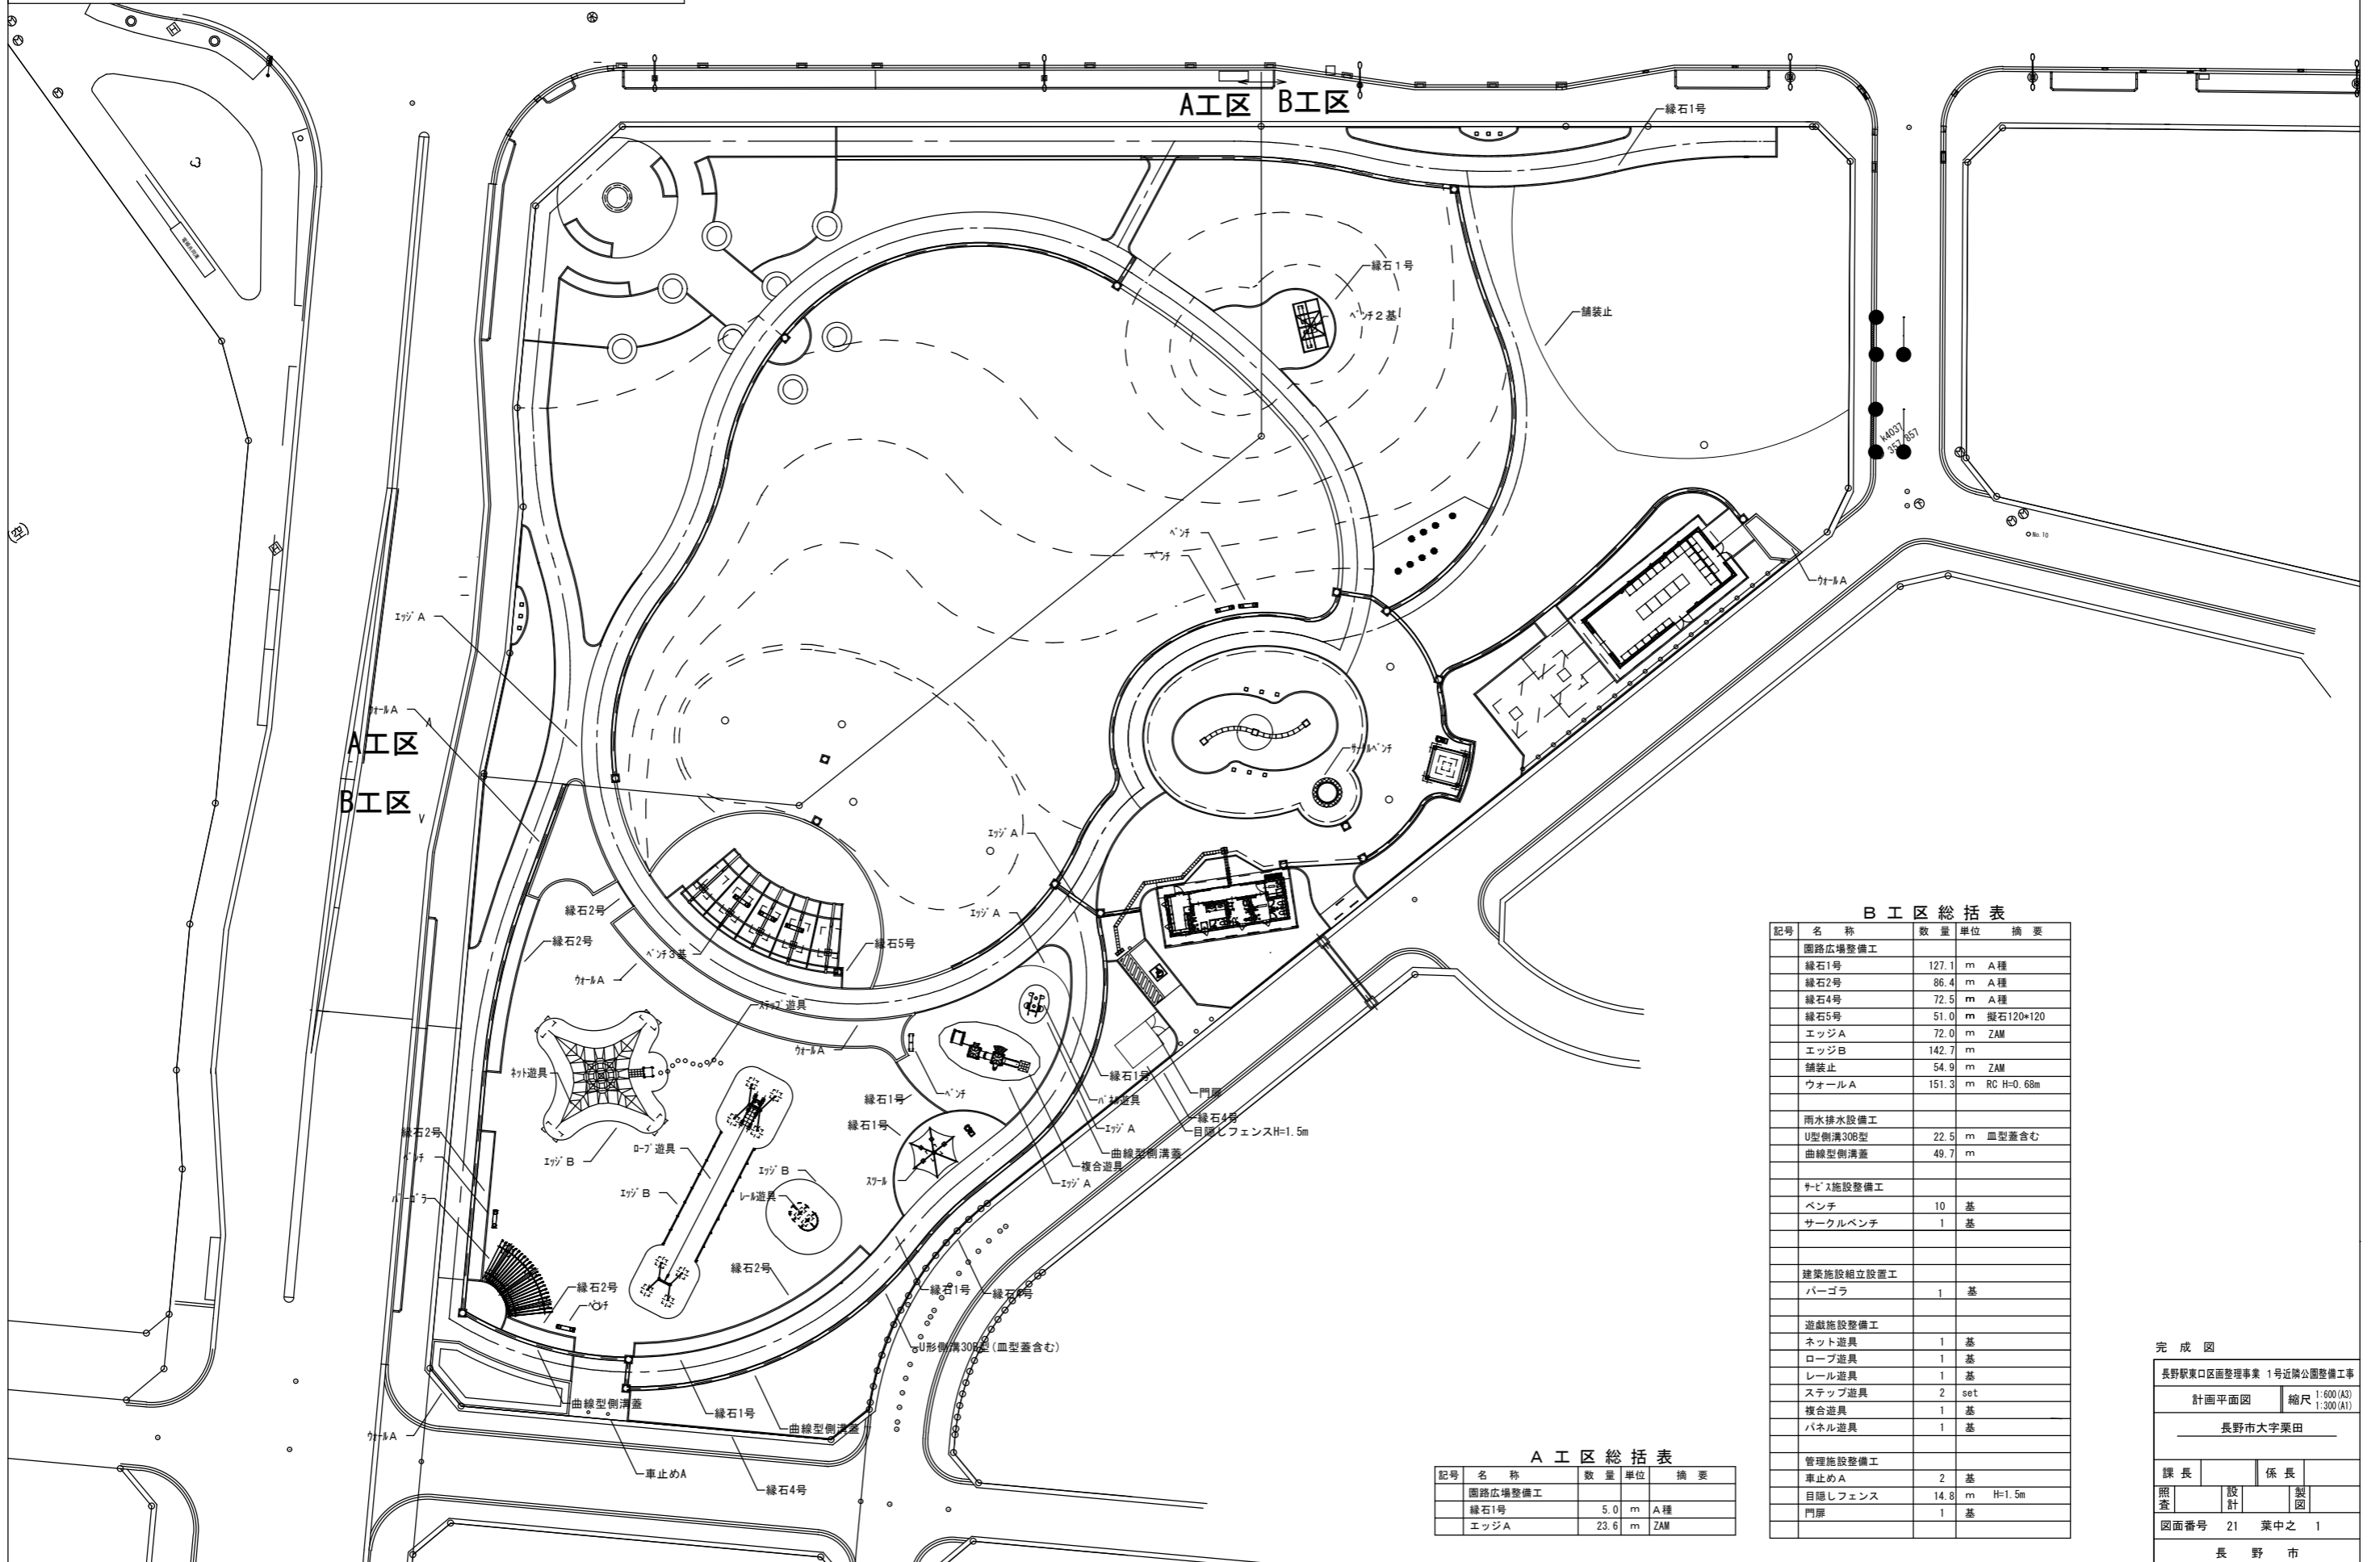 A工区 B工区
縁石1号
縁石1号
ベンチ2基
舗装止
k4037
357.857
No.10
ベンチ
ベンチ
ウォールA
エッジA
ウォールA
A工区
B工区
サークルベンチ
エッジA
エッジA
縁石2号
縁石2号
ベンチ3基
縁石5号
ウォールA
ステップ遊具
ウォールA
ネット遊具
縁石1号
ベンチ
縁石1号
縁石1号
パネル遊具
門扉
縁石4号
目隠しフェンスH=1.5m
エッジA
曲線型側溝蓋
複合遊具
エッジA
縁石2号
ベンチ
エッジB
ロープ遊具
エッジB
エッジB
レール遊具
スツール
パーゴラ
縁石2号
ベンチ
縁石2号
縁石1号
縁石4号
U形側溝30B型(皿型蓋含む)
曲線型側溝蓋
縁石1号
曲線型側溝蓋
ウォールA
車止めA
縁石4号
B工区総括表
記号 名称 数量 単位 摘要
園路広場整備工
縁石1号 127.1 m A種
縁石2号 86.4 m A種
縁石4号 72.5 m A種
縁石5号 51.0 m 擬石120*120
エッジA 72.0 m ZAM
エッジB 142.7 m
舗装止 54.9 m ZAM
ウォールA 151.3 m RC H=0.68m
雨水排水設備工
U型側溝30B型 22.5 m 皿型蓋含む
曲線型側溝蓋 49.7 m
サービス施設整備工
ベンチ 10 基
サークルベンチ 1 基
建築施設組立設置工
パーゴラ 1 基
遊戯施設整備工
ネット遊具 1 基
ロープ遊具 1 基
レール遊具 1 基
ステップ遊具 2 set
複合遊具 1 基
パネル遊具 1 基
管理施設整備工
車止めA 2 基
目隠しフェンス 14.8 m H=1.5m
門扉 1 基
A工区総括表
記号 名称 数量 単位 摘要
園路広場整備工
縁石1号 5.0 m A種
エッジA 23.6 m ZAM
完成図
長野駅東口区画整理事業 1号近隣公園整備工事
計画平面図 縮尺 1:600(A3)
1:300(A1)
長野市大字栗田
課長 係長
照査 設計 製図
図面番号 21 葉中之 1
長野市